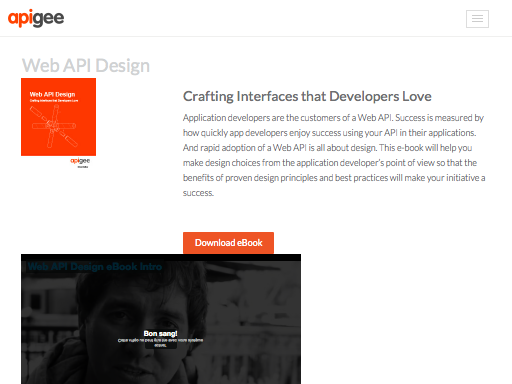 apigee
Web API Design
Web API Design
Crafting Interfaces that Developers Love
apigee
Crafting Interfaces that Developers Love
Application developers are the customers of a Web API. Success is measured by
how quickly app developers enjoy success using your API in their applications.
And rapid adoption of a Web API is all about design. This e-book will help you
make design choices from the application developer's point of view so that the
benefits of proven design principles and best practices will make your initiative a
success.
Download eBook
Web API Design eBook Intro
Bon sang!